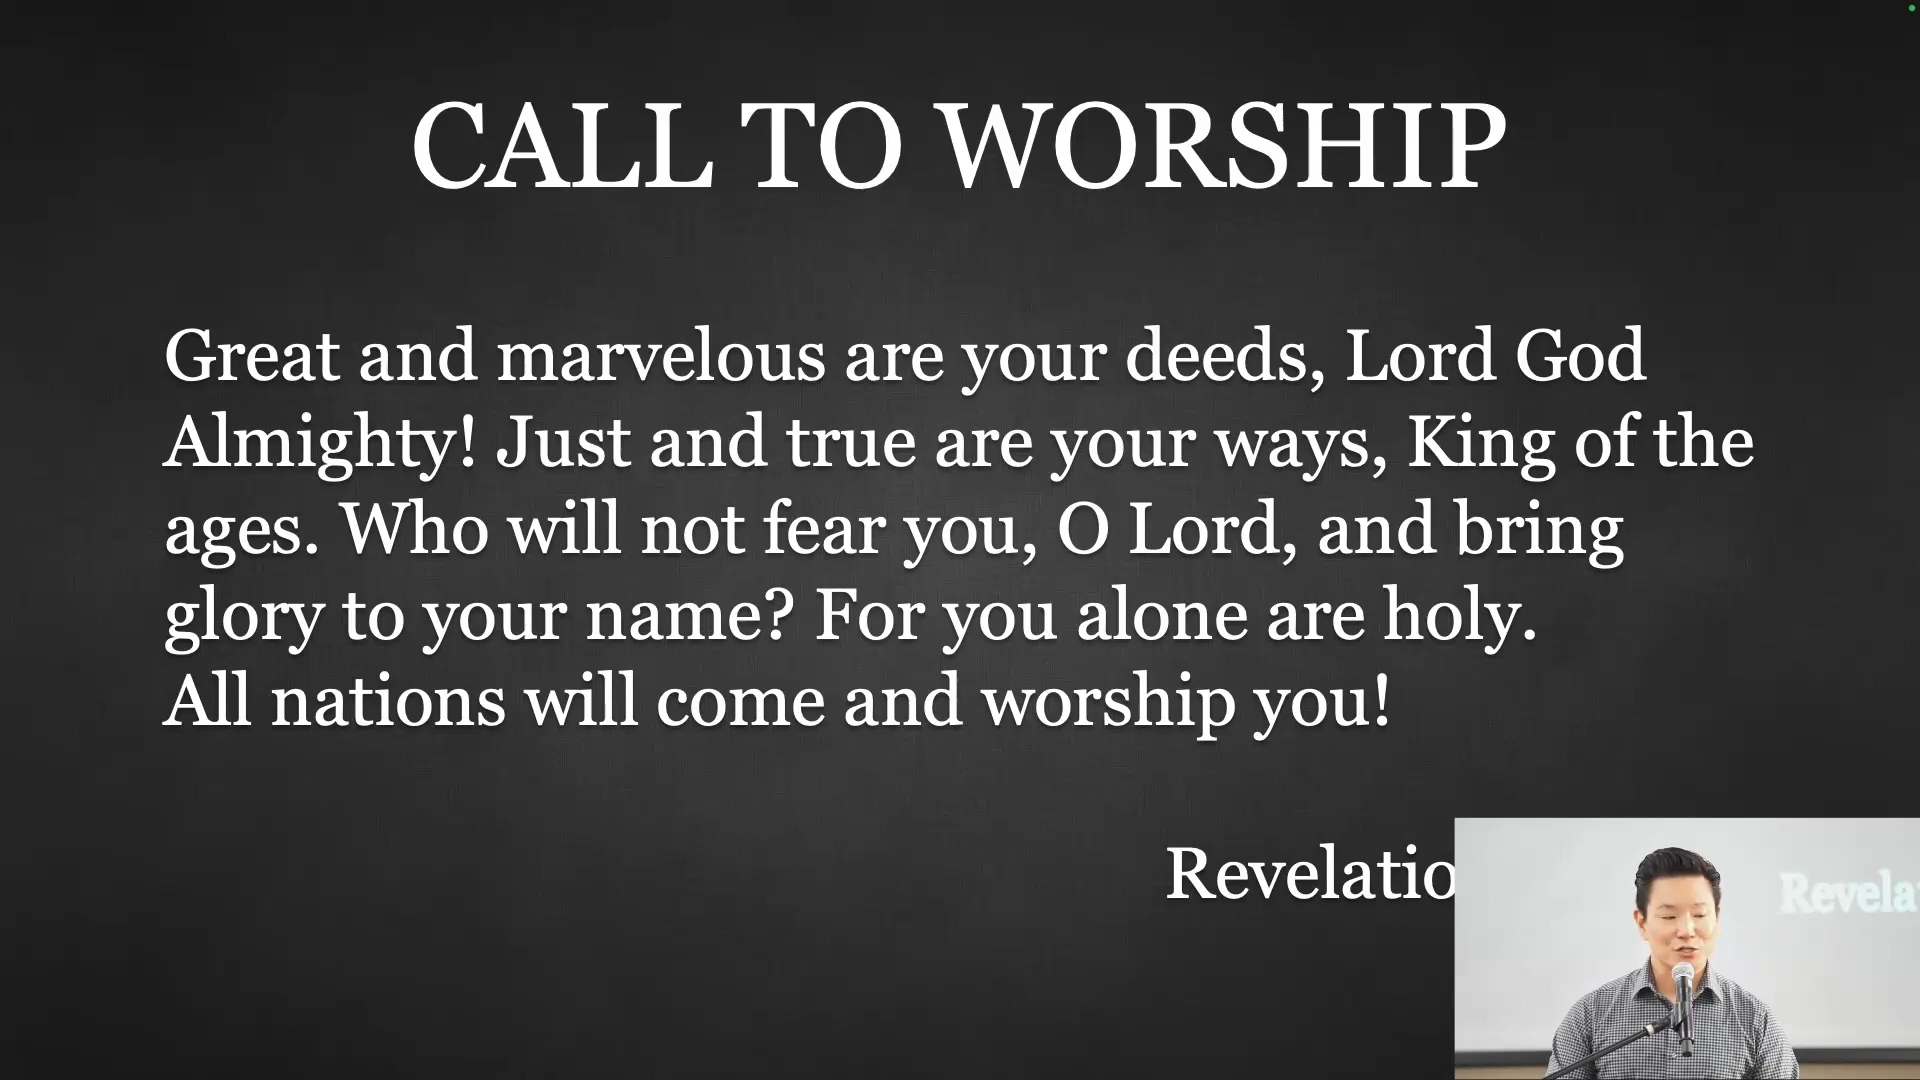 CALL TO WORSHIP
Great and marvelous are your deeds, Lord God
Almighty! Just and true are your ways, King of the
ages. Who will not fear you, O Lord, and bring
glory to your name? For you alone are holy.
All nations will come and worship you!
Revelatio
Revela